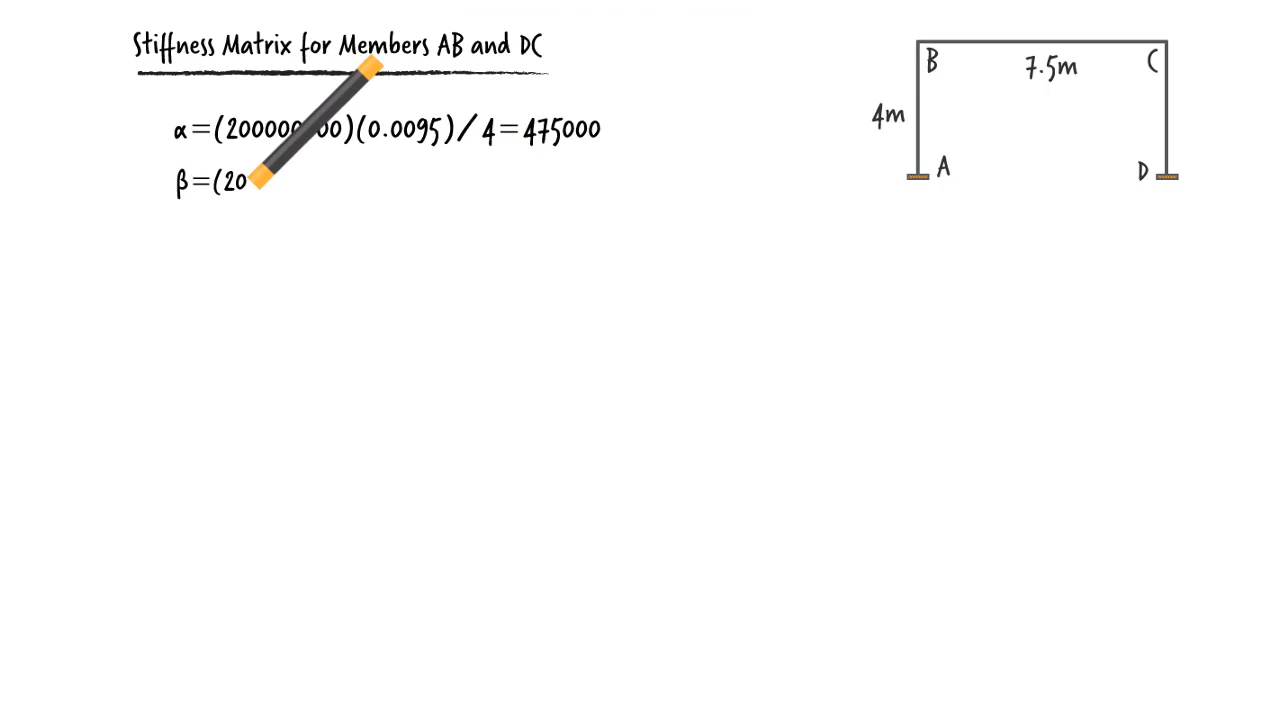 Stiffness Matrix for Members AB and DC
α=(200000 00)(0.0095)/4=475000
β=(20
B
7.5m
C
4m
A
D